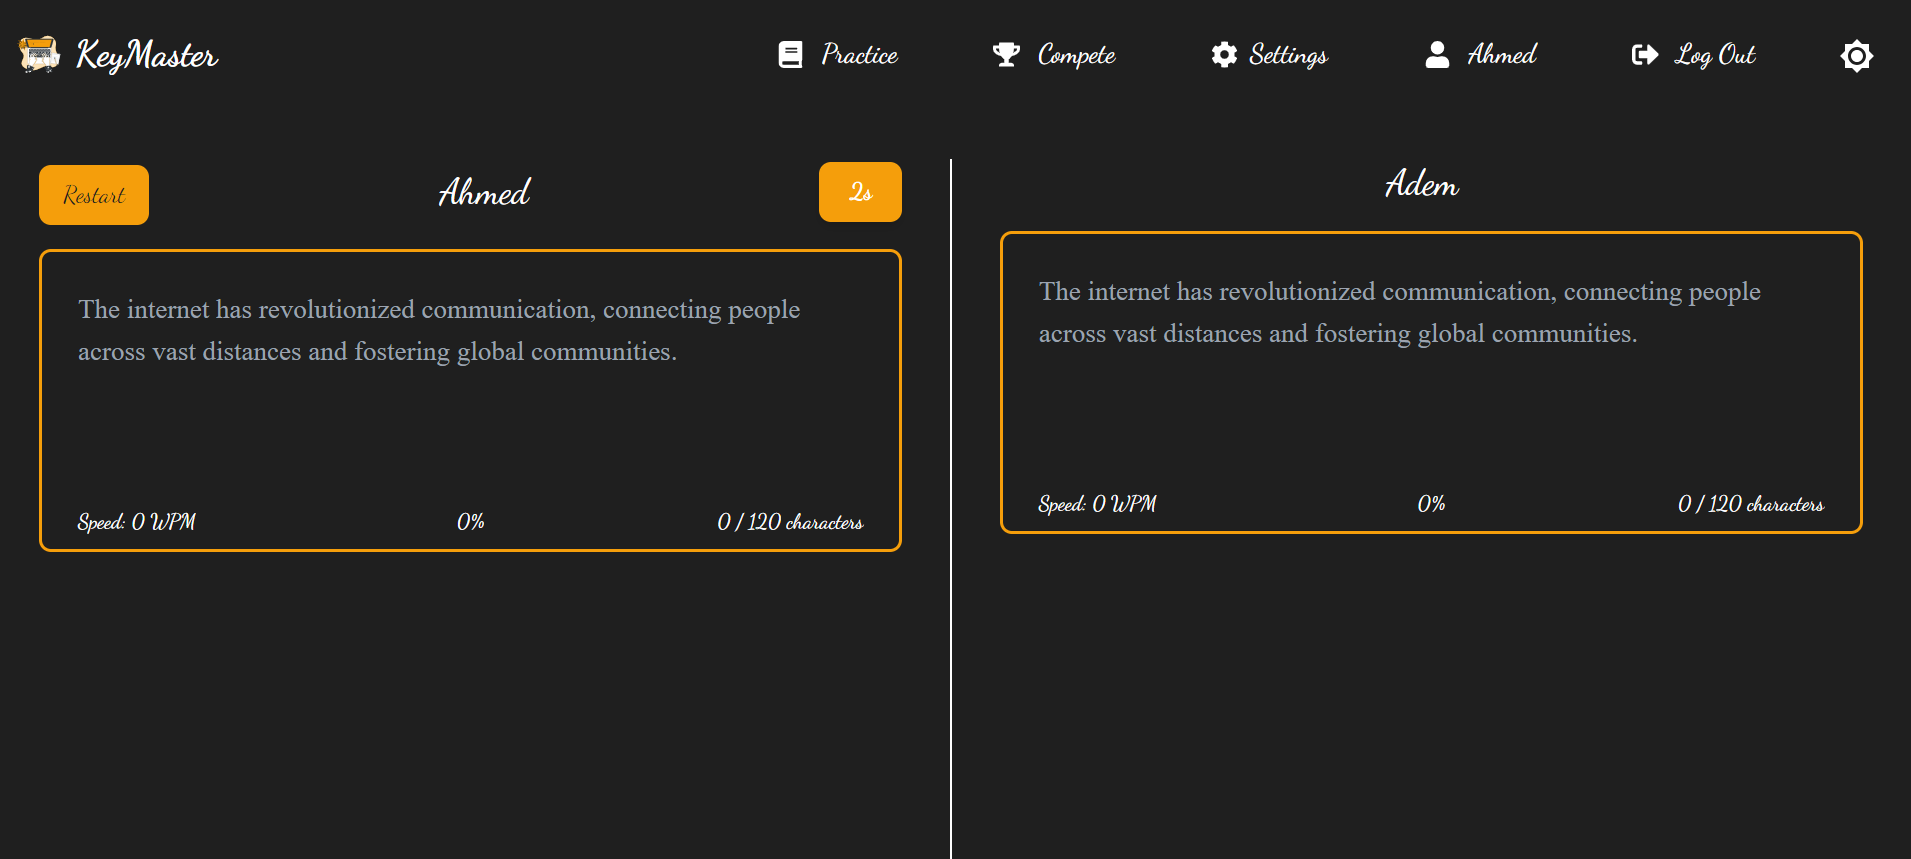 KeyMaster
Practice
Compete
Settings
Ahmed
Log Out
Restart
Ahmed
2s
The internet has revolutionized communication, connecting people
across vast distances and fostering global communities.
Speed: 0 WPM
0%
0 / 120 characters
Adem
The internet has revolutionized communication, connecting people
across vast distances and fostering global communities.
Speed: 0 WPM
0%
0 / 120 characters